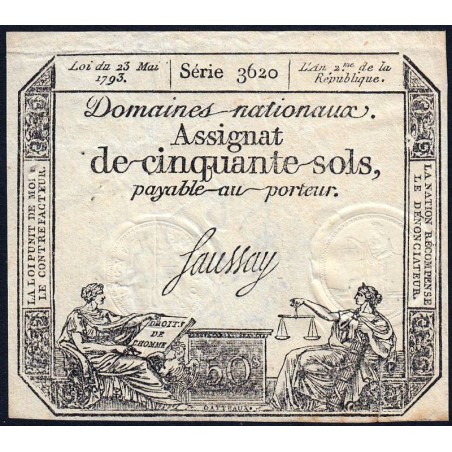 Loi du 23 Mai
1793.
Série 3620
L'An 2.me de la
République.
Domaines nationaux.
Assignat
de cinquante sols,
payable au porteur.
LA LOI PUNIT DE MORT
LE CONTREFACTEUR.
LA NATION RÉCOMPENSE
LE DÉNONCIATEUR.
Saussay
DROITS
DE
L'HOMME
50
GATTEAUX